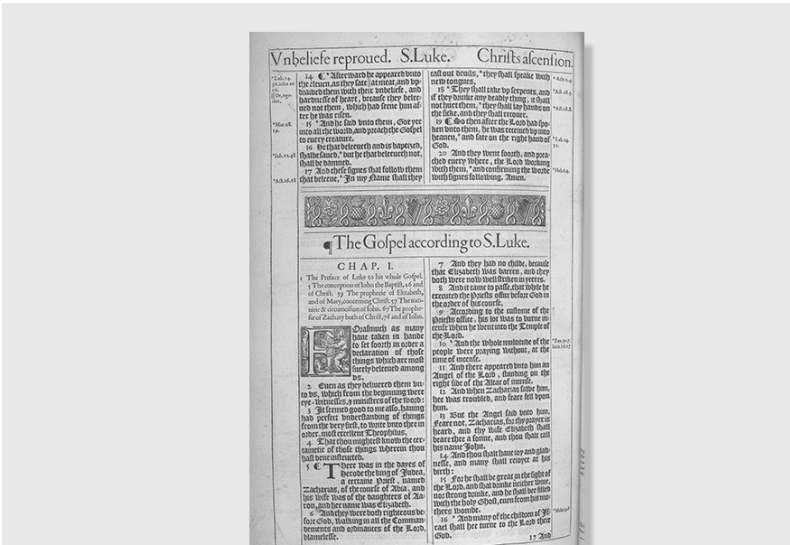 Vnbeliefe reproued. S.Luke. Christs ascension.
14 ¶ *Afterward he appeared vnto
the eleuen, as they sate || at meat, and vp-
braided them with their vnbeliefe, and
hardnesse of heart, because they belee-
ued not them, which had seene him af-
ter he was risen.
15 *And he said vnto them, Goe yee
into all the world, and preach the Gospel
to euery creature.
16 He that beleeueth and is baptized,
shalbe saued, *but he that beleeueth not,
shall be damned.
17 And these signes shal follow them
that beleeue, *In my Name shall they
cast out deuils, *they shall speake with
new tongues,
18 *They shall take vp serpents, and
if they drinke any deadly thing, it shall
not hurt them, *they shall lay hands on
the sicke, and they shall recouer.
19 ¶ So then after the Lord had spo-
ken vnto them, he was receiued vp into
heauen, *and sate on the right hand of
God.
20 And they went foorth, and prea-
ched euery where, the Lord working
with them, *and confirming the word
with signes following. Amen.
¶ The Gospel according to S.Luke.
CHAP. I.
1 The Preface of Luke to his whole Gospel.
5 The conception of Iohn the Baptist, 26 and
of Christ. 39 The prophecie of Elizabeth,
and of Mary, concerning Christ. 57 The nati-
uitie & circumcision of Iohn. 67 The prophe-
sie of Zachary both of Christ, 76 and of Iohn.
FOrasmuch as many
haue taken in hande
to set foorth in order a
declaration of those
things which are most
surely beleeued among
vs,
2 Euen as they deliuered them vn-
to vs, which from the beginning were
eye-witnesses, & ministers of the word:
3 It seemed good to me also, hauing
had perfect vnderstanding of things
from the very first, to write vnto thee in
order, most excellent Theophilus,
4 That thou mightest know the cer-
tainetie of those things wherein thou
hast bene instructed.
5 ¶ There was in the dayes of
Herode the king of Iudea,
a certaine Priest, named
Zacharias, of the course of Abia, and
his wife was of the daughters of Aa-
ron, and her name was Elizabeth.
6 And they were both righteous be-
fore God, walking in all the Comman-
dements and ordinances of the Lord,
blamelesse.
7 And they had no childe, because
that Elizabeth was barren, and they
both were now well striken in yeeres.
8 And it came to passe, that while he
executed the Priests office before God in
the order of his course,
9 According to the custome of the
Priests office, his lot was to burne in-
cense when he went into the Temple of
the Lord.
10 *And the whole multitude of the
people were praying without, at the
time of incense.
11 And there appeared vnto him an
Angel of the Lord, standing on the
right side of the Altar of incense.
12 And when Zacharias sawe him,
hee was troubled, and feare fell vpon
him.
13 But the Angel said vnto him,
Feare not, Zacharias, for thy prayer is
heard, and thy wife Elizabeth shall
beare thee a sonne, and thou shalt call
his name Iohn.
14 And thou shalt haue ioy and glad-
nesse, and many shall reioyce at his
birth:
15 For he shall be great in the sight of
the Lord, and shal drinke neither wine,
nor strong drinke, and he shall bee filled
with the holy Ghost, euen from his mo-
thers wombe.
16 *And many of the children of Is-
rael shall hee turne to the Lord their
God.
17 And